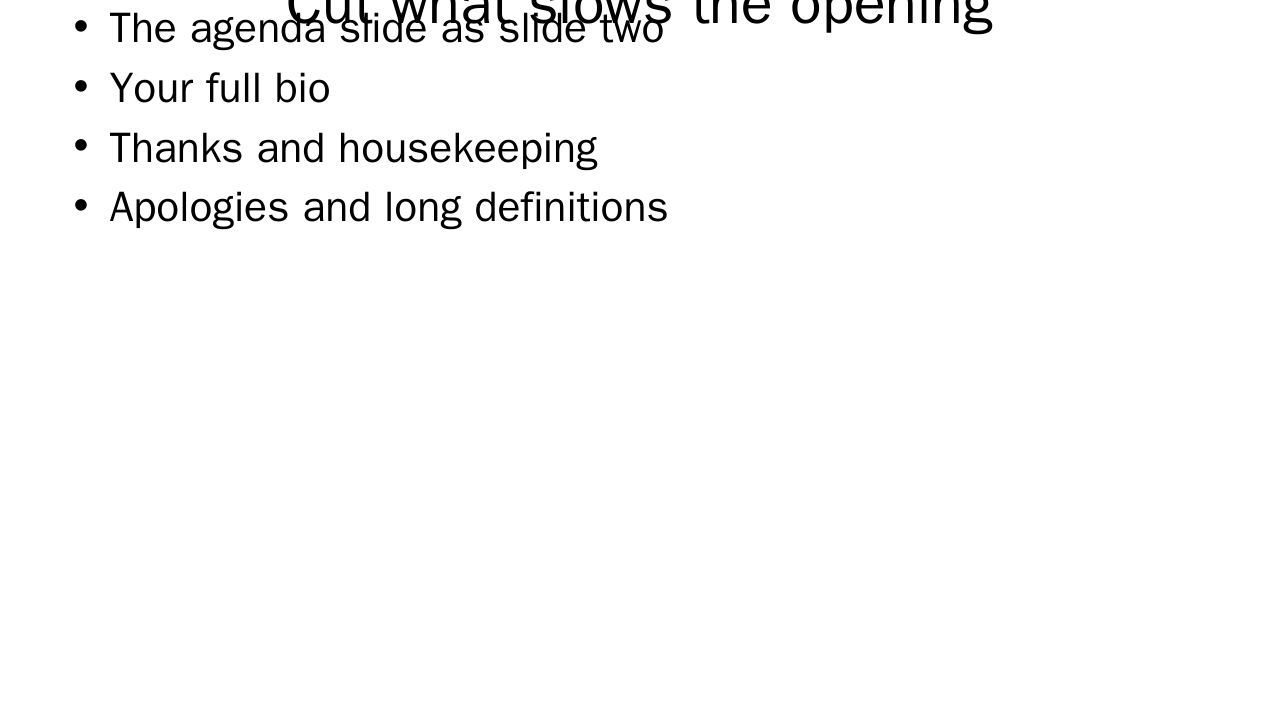 Cut what slows the opening
• The agenda slide as slide two
• Your full bio
• Thanks and housekeeping
• Apologies and long definitions